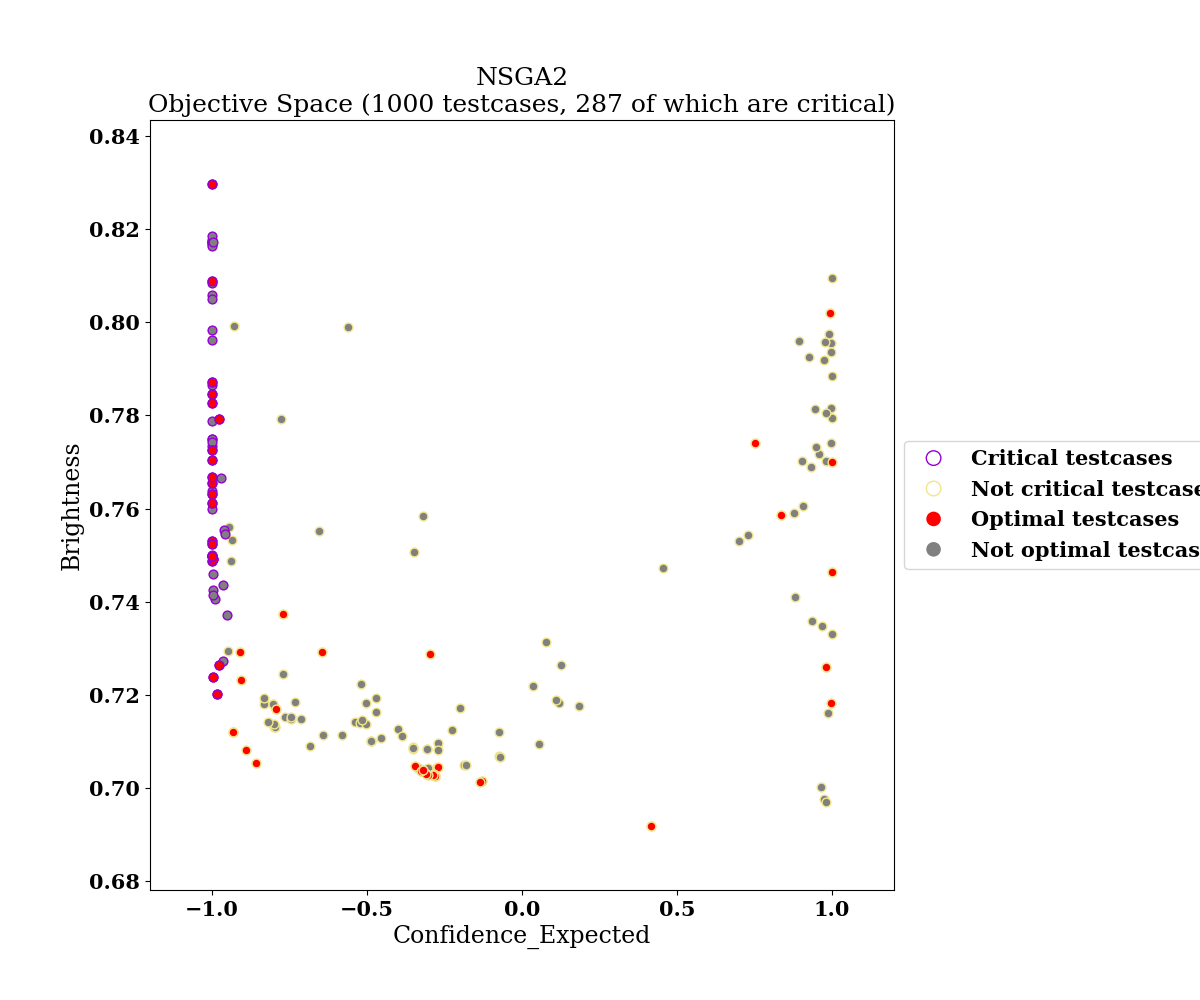 NSGA2
Objective Space (1000 testcases, 287 of which are critical)
0.84
0.82
0.80
0.78
0.76
0.74
0.72
0.70
0.68
Brightness
−1.0
−0.5
0.0
0.5
1.0
Confidence_Expected
Critical testcases
Not critical testcase
Optimal testcases
Not optimal testcas